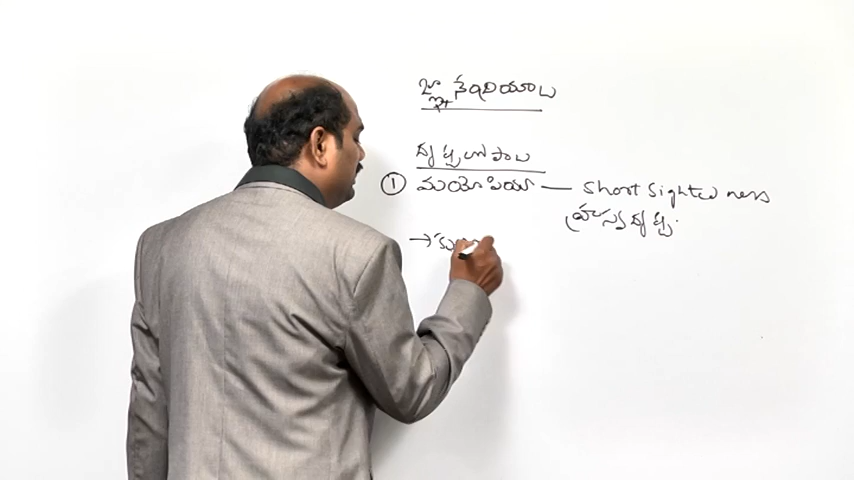 జ్ఞానేంద్రియాలు
దృష్టిలోపాలు
① మయోపియా — Short Sightedness
హ్రస్వదృష్టి.
→